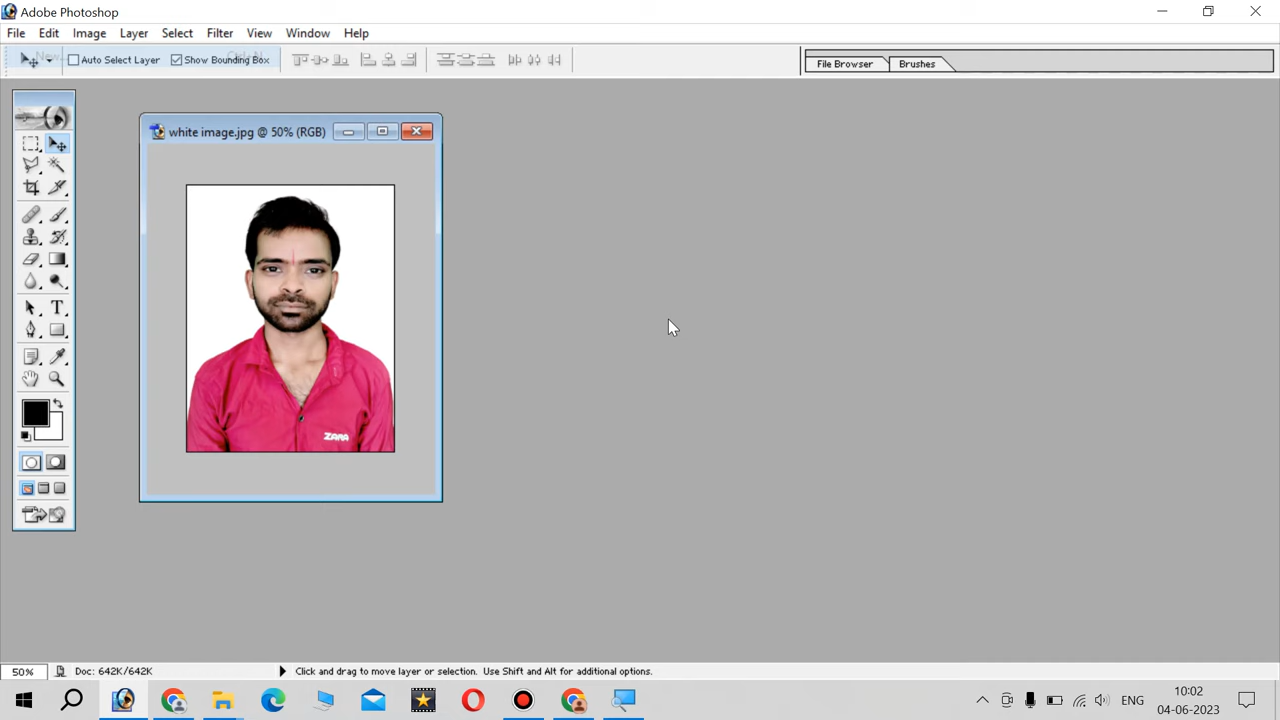 Adobe Photoshop
File Edit Image Layer Select Filter View Window Help
Auto Select Layer Show Bounding Box
File Browser Brushes
white image.jpg @ 50% (RGB)
T
ZARA
50% Doc: 642K/642K Click and drag to move layer or selection. Use Shift and Alt for additional options.
ENG
10:02
04-06-2023